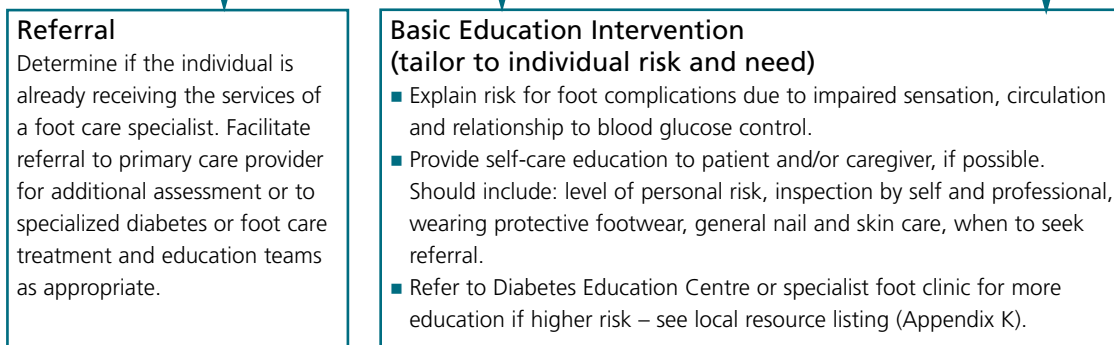 Referral
Determine if the individual is
already receiving the services of
a foot care specialist. Facilitate
referral to primary care provider
for additional assessment or to
specialized diabetes or foot care
treatment and education teams
as appropriate.
Basic Education Intervention
(tailor to individual risk and need)
■ Explain risk for foot complications due to impaired sensation, circulation
and relationship to blood glucose control.
■ Provide self-care education to patient and/or caregiver, if possible.
Should include: level of personal risk, inspection by self and professional,
wearing protective footwear, general nail and skin care, when to seek
referral.
■ Refer to Diabetes Education Centre or specialist foot clinic for more
education if higher risk – see local resource listing (Appendix K).